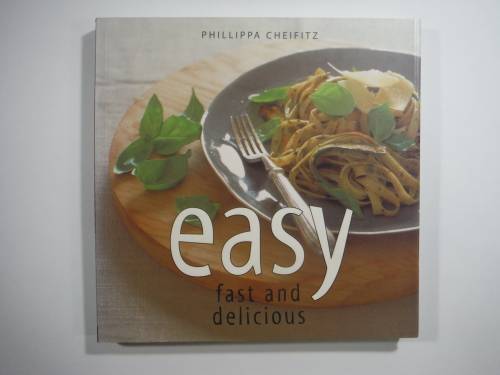 PHILLIPPA CHEIFITZ
easy
fast and
delicious